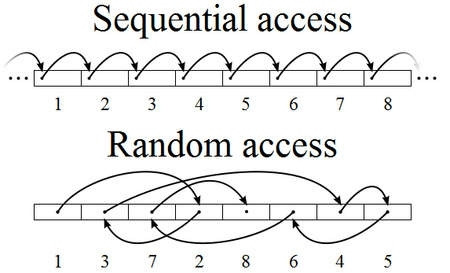 Sequential access
... ...
1 2 3 4 5 6 7 8
Random access
1 3 7 2 8 6 4 5